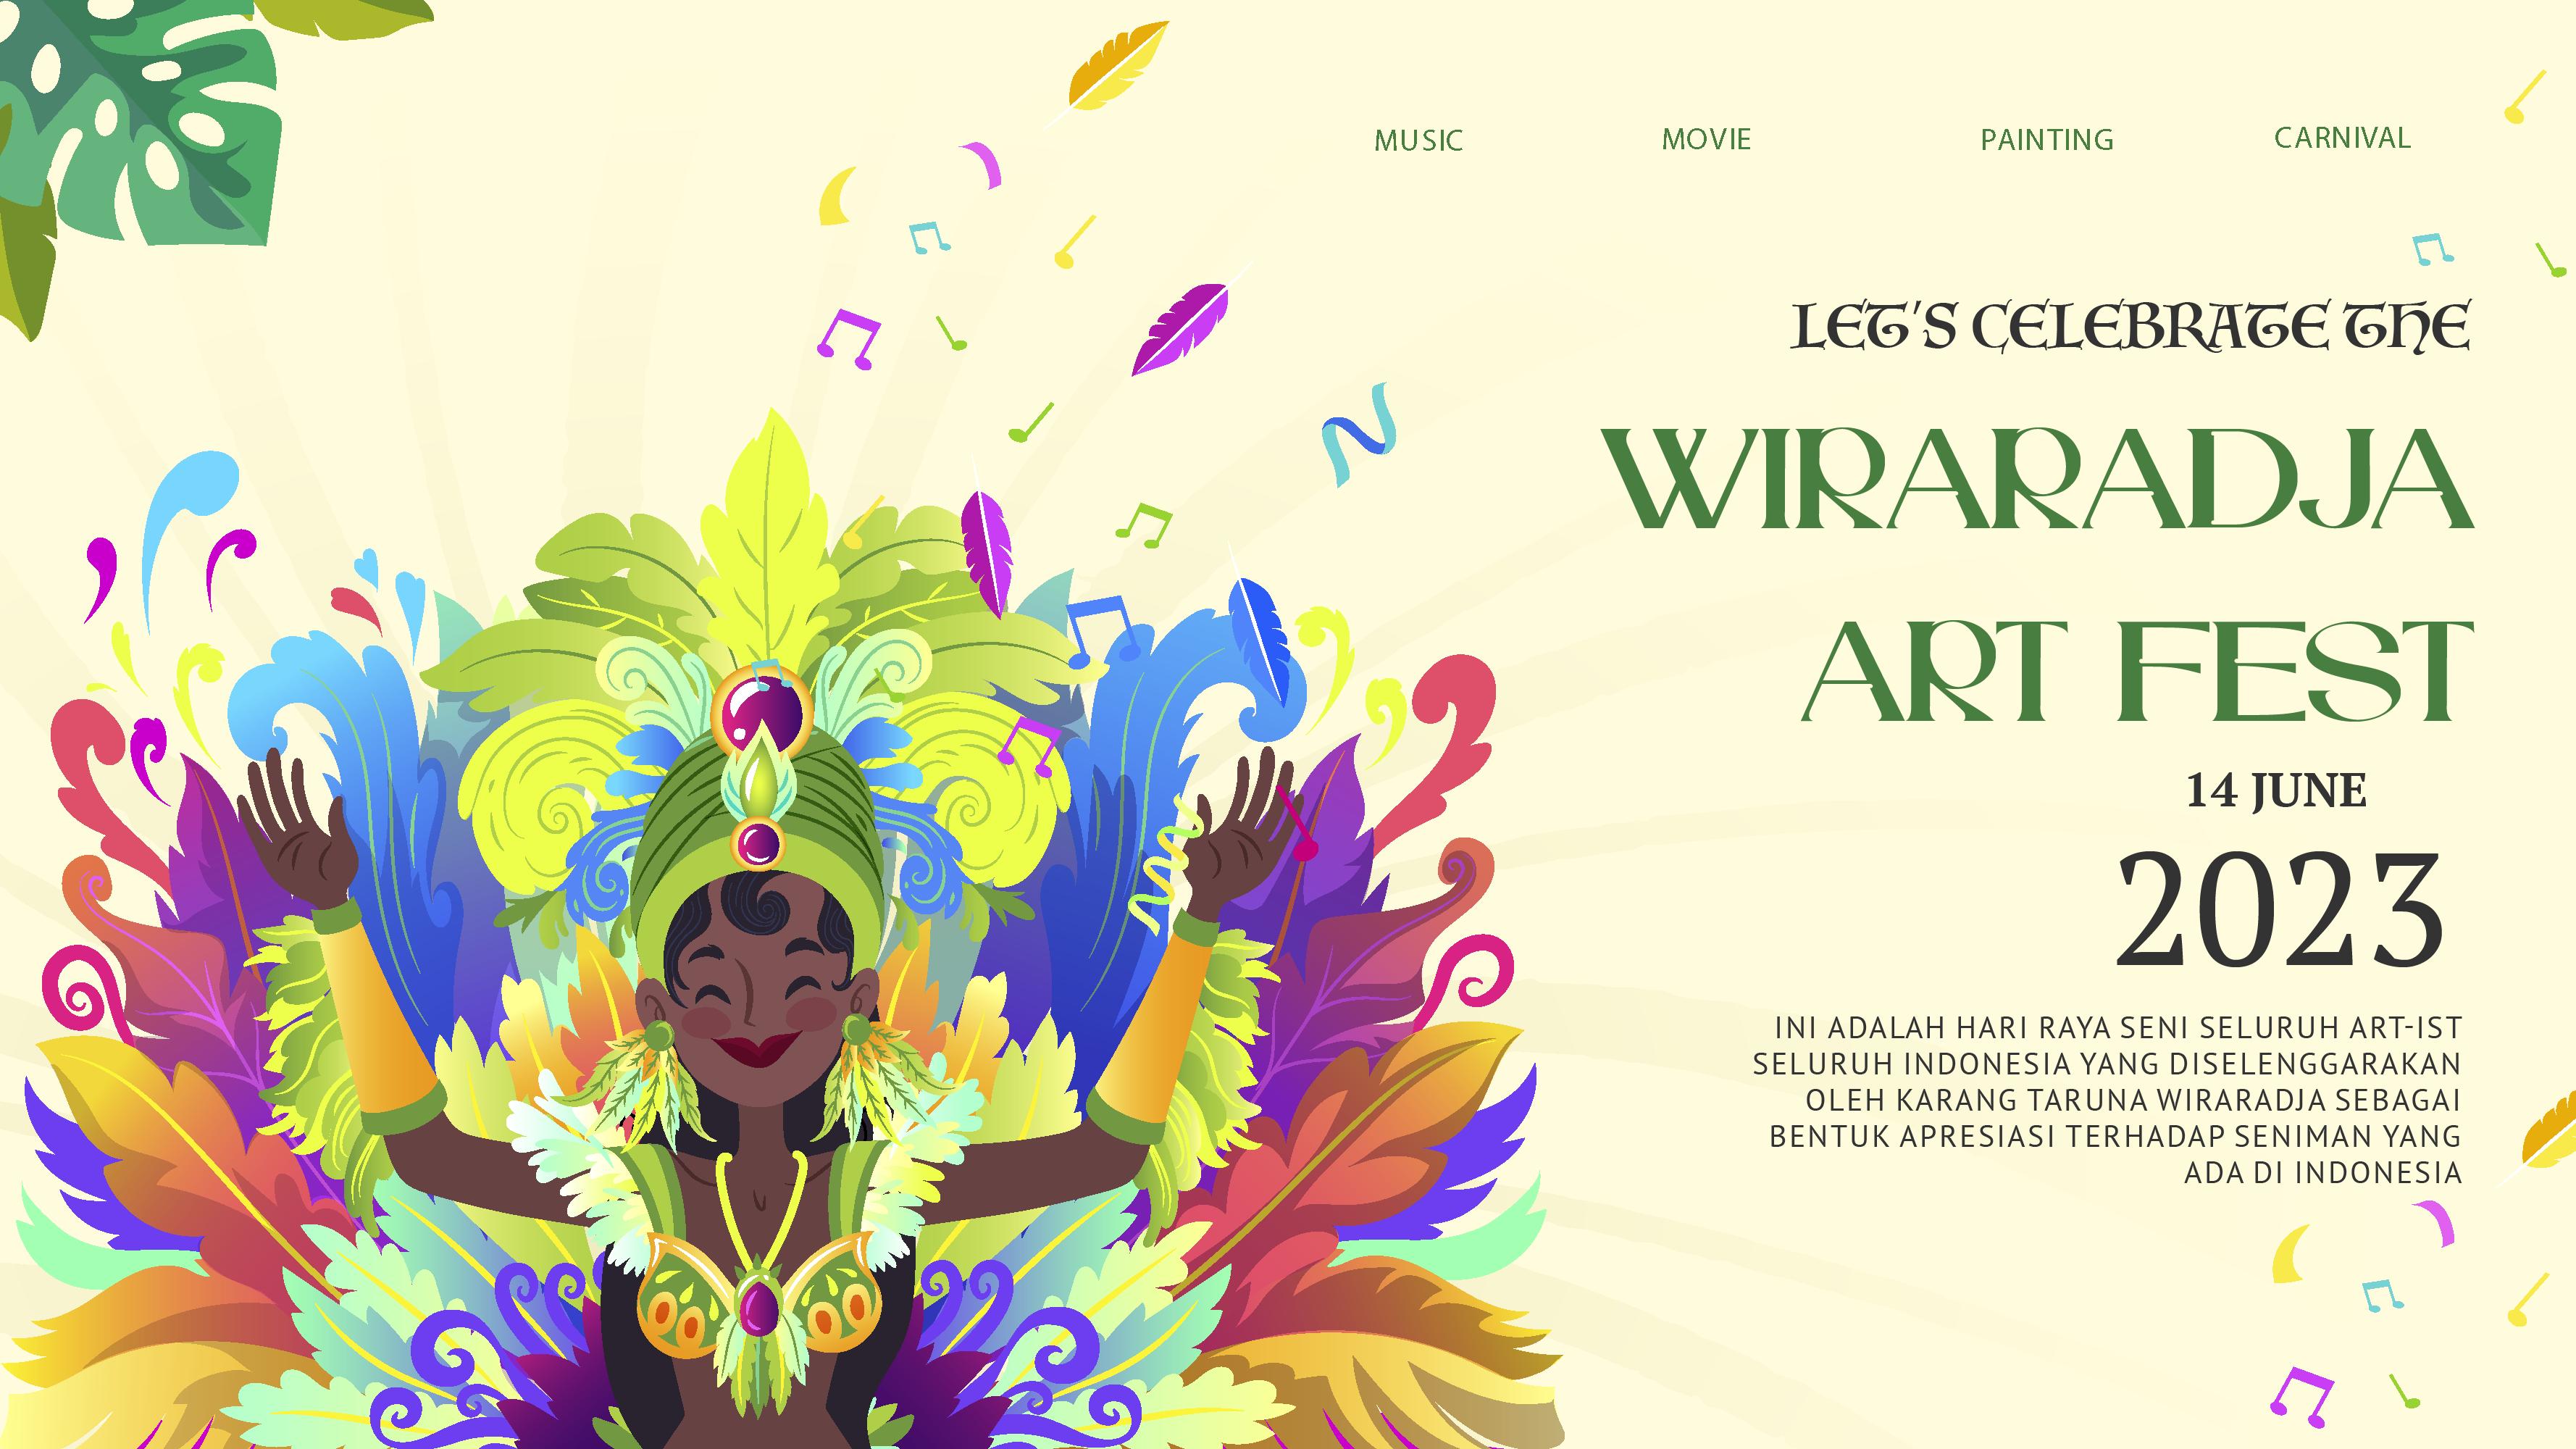 MUSIC MOVIE PAINTING CARNIVAL
LET'S CELEBRATE THE
WIRARADJA
ART FEST
14 JUNE
2023
INI ADALAH HARI RAYA SENI SELURUH ART-IST
SELURUH INDONESIA YANG DISELENGGARAKAN
OLEH KARANG TARUNA WIRARADJA SEBAGAI
BENTUK APRESIASI TERHADAP SENIMAN YANG
ADA DI INDONESIA